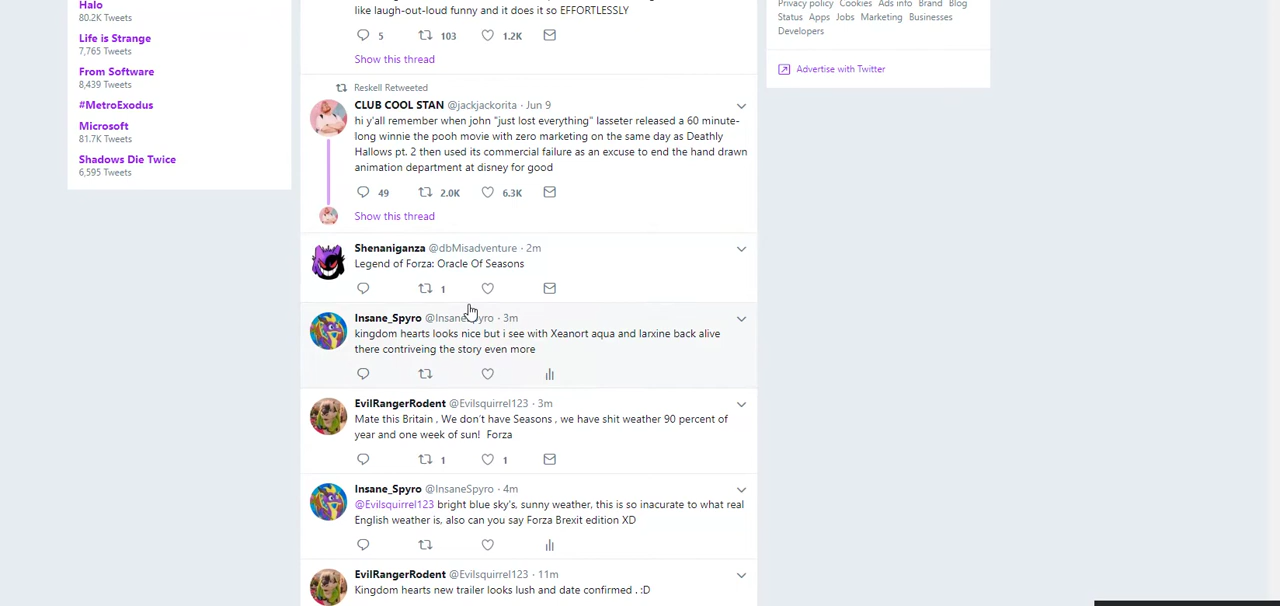 Halo
80.2K Tweets
Life is Strange
7,765 Tweets
From Software
8,439 Tweets
#MetroExodus
Microsoft
81.7K Tweets
Shadows Die Twice
6,595 Tweets
like laugh-out-loud funny and it does it so EFFORTLESSLY
5 103 1.2K
Show this thread
Reskell Retweeted
CLUB COOL STAN @jackjackorita · Jun 9
hi y'all remember when john "just lost everything" lasseter released a 60 minute-
long winnie the pooh movie with zero marketing on the same day as Deathly
Hallows pt. 2 then used its commercial failure as an excuse to end the hand drawn
animation department at disney for good
49 2.0K 6.3K
Show this thread
Shenaniganza @dbMisadventure · 2m
Legend of Forza: Oracle Of Seasons
1
Insane_Spyro @InsaneSpyro · 3m
kingdom hearts looks nice but i see with Xeanort aqua and larxine back alive
there contriveing the story even more
EvilRangerRodent @Evilsquirrel123 · 3m
Mate this Britain , We don't have Seasons , we have shit weather 90 percent of
year and one week of sun! Forza
1 1
Insane_Spyro @InsaneSpyro · 4m
@Evilsquirrel123 bright blue sky's, sunny weather, this is so inacurate to what real
English weather is, also can you say Forza Brexit edition XD
EvilRangerRodent @Evilsquirrel123 · 11m
Kingdom hearts new trailer looks lush and date confirmed . :D
Privacy policy Cookies Ads info Brand Blog
Status Apps Jobs Marketing Businesses
Developers
Advertise with Twitter